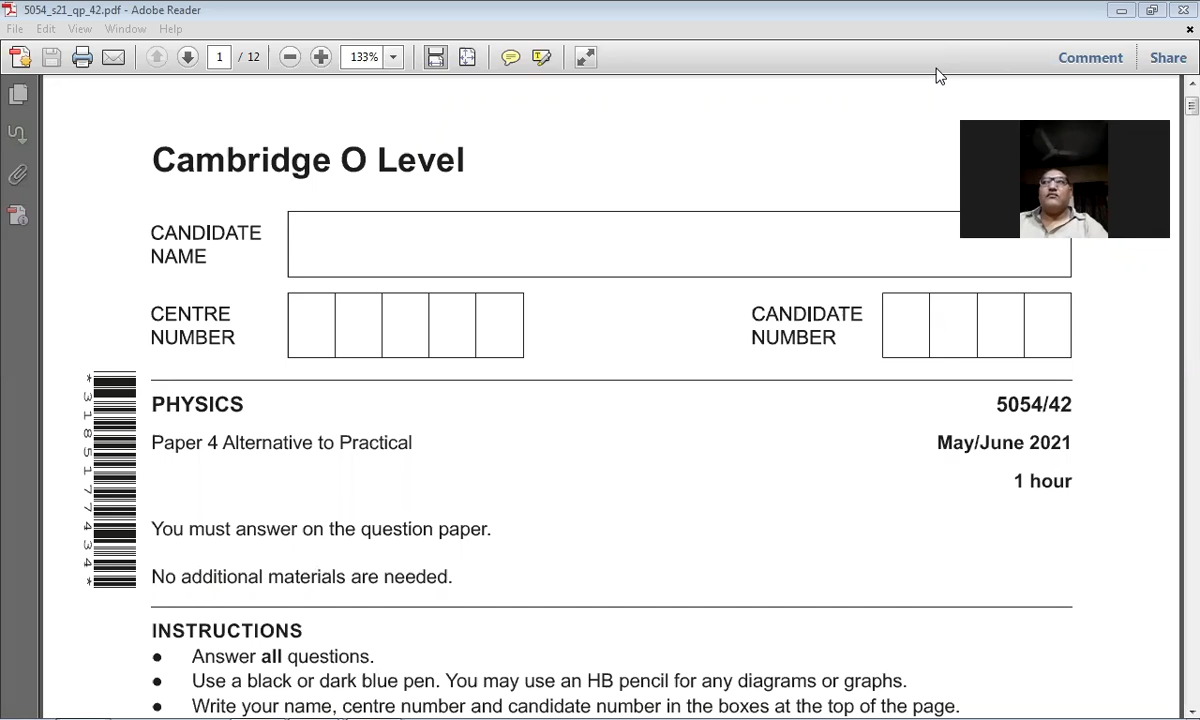 5054_s21_qp_42.pdf - Adobe Reader
File Edit View Window Help
1 / 12 133% Comment Share
Cambridge O Level
CANDIDATE
NAME
CENTRE
NUMBER
CANDIDATE
NUMBER
*3185177434*
PHYSICS 5054/42
Paper 4 Alternative to Practical May/June 2021
1 hour
You must answer on the question paper.
No additional materials are needed.
INSTRUCTIONS
● Answer all questions.
● Use a black or dark blue pen. You may use an HB pencil for any diagrams or graphs.
● Write your name, centre number and candidate number in the boxes at the top of the page.